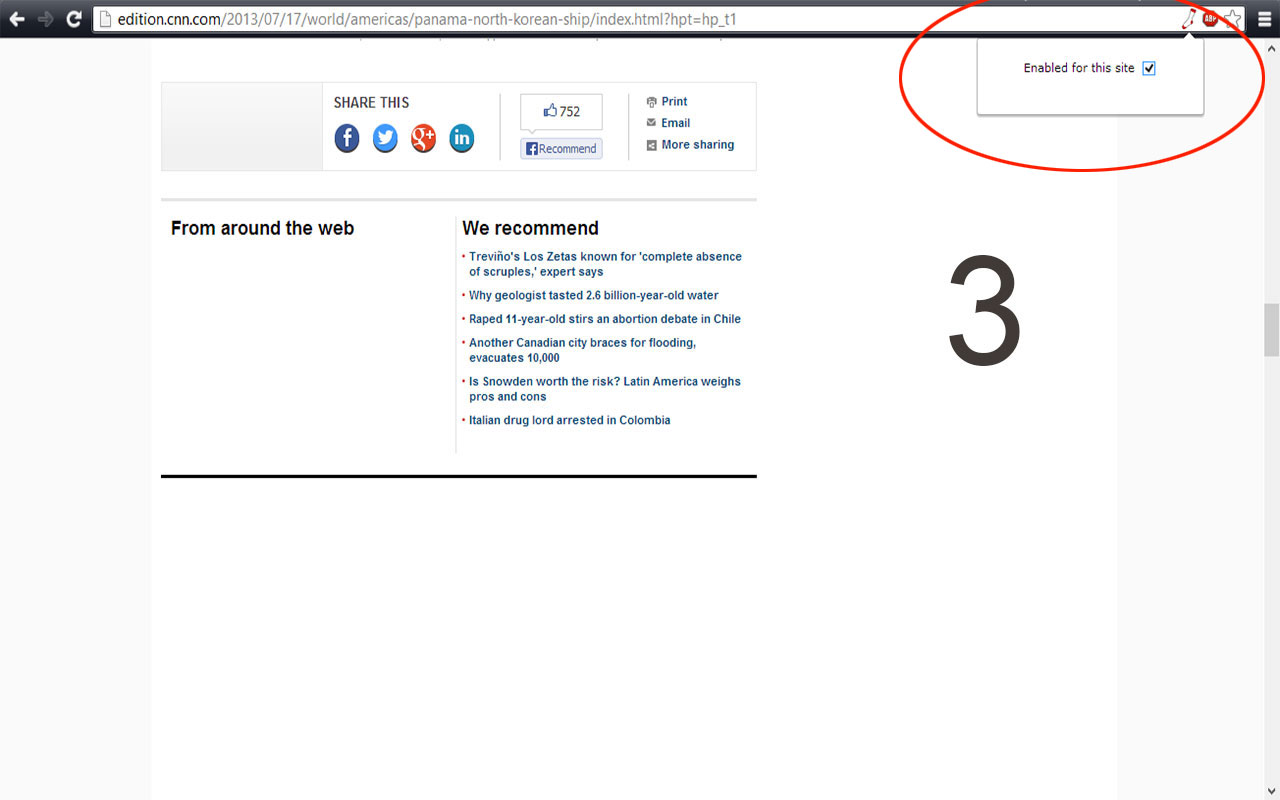 edition.cnn.com/2013/07/17/world/americas/panama-north-korean-ship/index.html?hpt=hp_t1
ABP
Enabled for this site
SHARE THIS
752
Recommend
Print
Email
More sharing
From around the web
We recommend
Treviño's Los Zetas known for 'complete absence
of scruples,' expert says
Why geologist tasted 2.6 billion-year-old water
Raped 11-year-old stirs an abortion debate in Chile
Another Canadian city braces for flooding,
evacuates 10,000
Is Snowden worth the risk? Latin America weighs
pros and cons
Italian drug lord arrested in Colombia
3